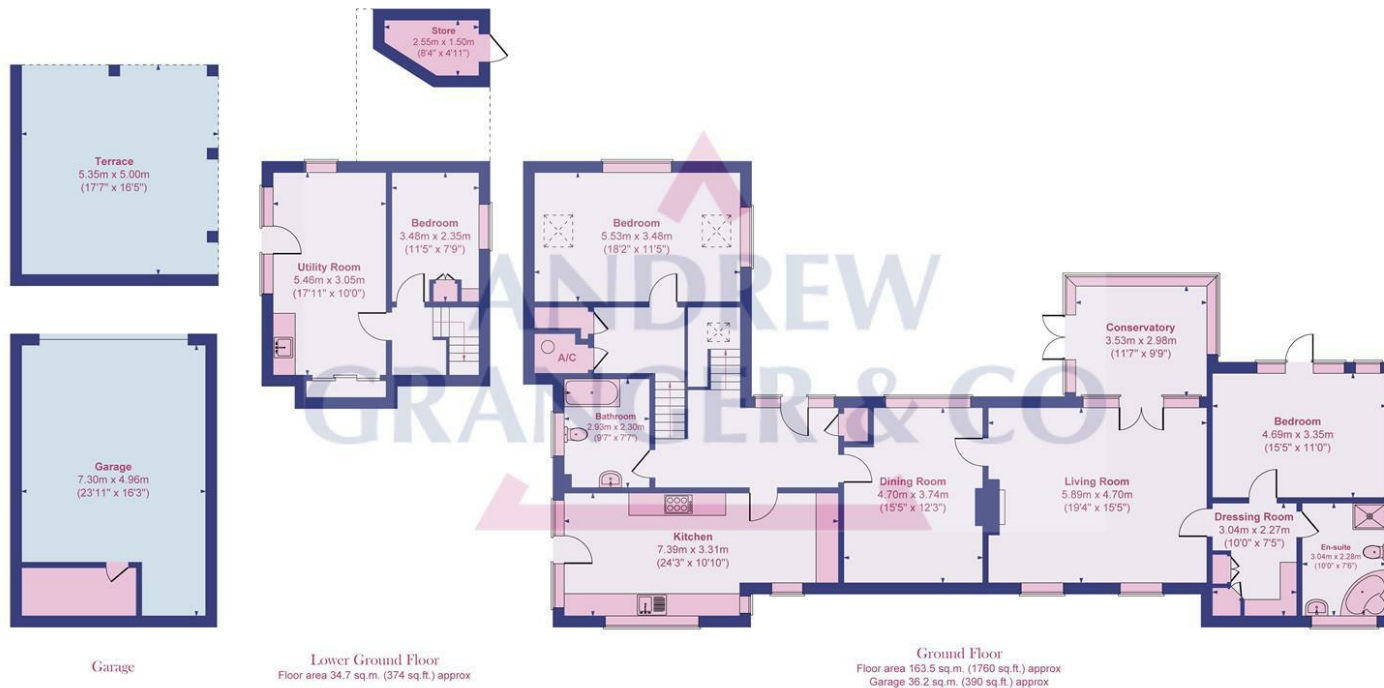 Store
2.55m x 1.50m
(8'4" x 4'11")
Terrace
5.35m x 5.00m
(17'7" x 16'5")
Bedroom
3.48m x 2.35m
(11'5" x 7'9")
Utility Room
5.46m x 3.05m
(17'11" x 10'0")
Bedroom
5.53m x 3.48m
(18'2" x 11'5")
ANDREW
GRANGER & CO
Conservatory
3.53m x 2.98m
(11'7" x 9'9")
A/C
Bathroom
2.93m x 2.30m
(9'7" x 7'7")
Bedroom
4.69m x 3.35m
(15'5" x 11'0")
Garage
7.30m x 4.96m
(23'11" x 16'3")
Dining Room
4.70m x 3.74m
(15'5" x 12'3")
Living Room
5.89m x 4.70m
(19'4" x 15'5")
Dressing Room
3.04m x 2.27m
(10'0" x 7'5")
Kitchen
7.39m x 3.31m
(24'3" x 10'10")
En-suite
3.04m x 2.28m
(10'0" x 7'6")
Garage
Lower Ground Floor
Floor area 34.7 sq.m. (374 sq.ft.) approx
Ground Floor
Floor area 163.5 sq.m. (1760 sq.ft.) approx
Garage 36.2 sq.m. (390 sq.ft.) approx